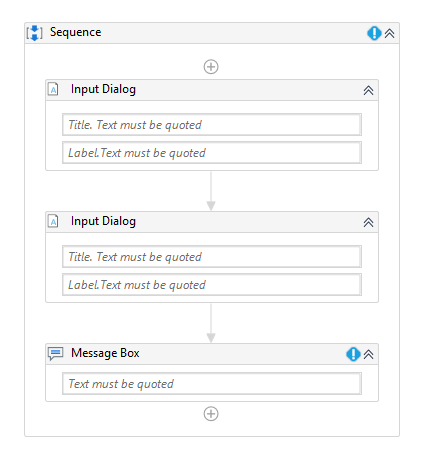 Sequence
Input Dialog
Title. Text must be quoted
Label.Text must be quoted
Input Dialog
Title. Text must be quoted
Label.Text must be quoted
Message Box
Text must be quoted